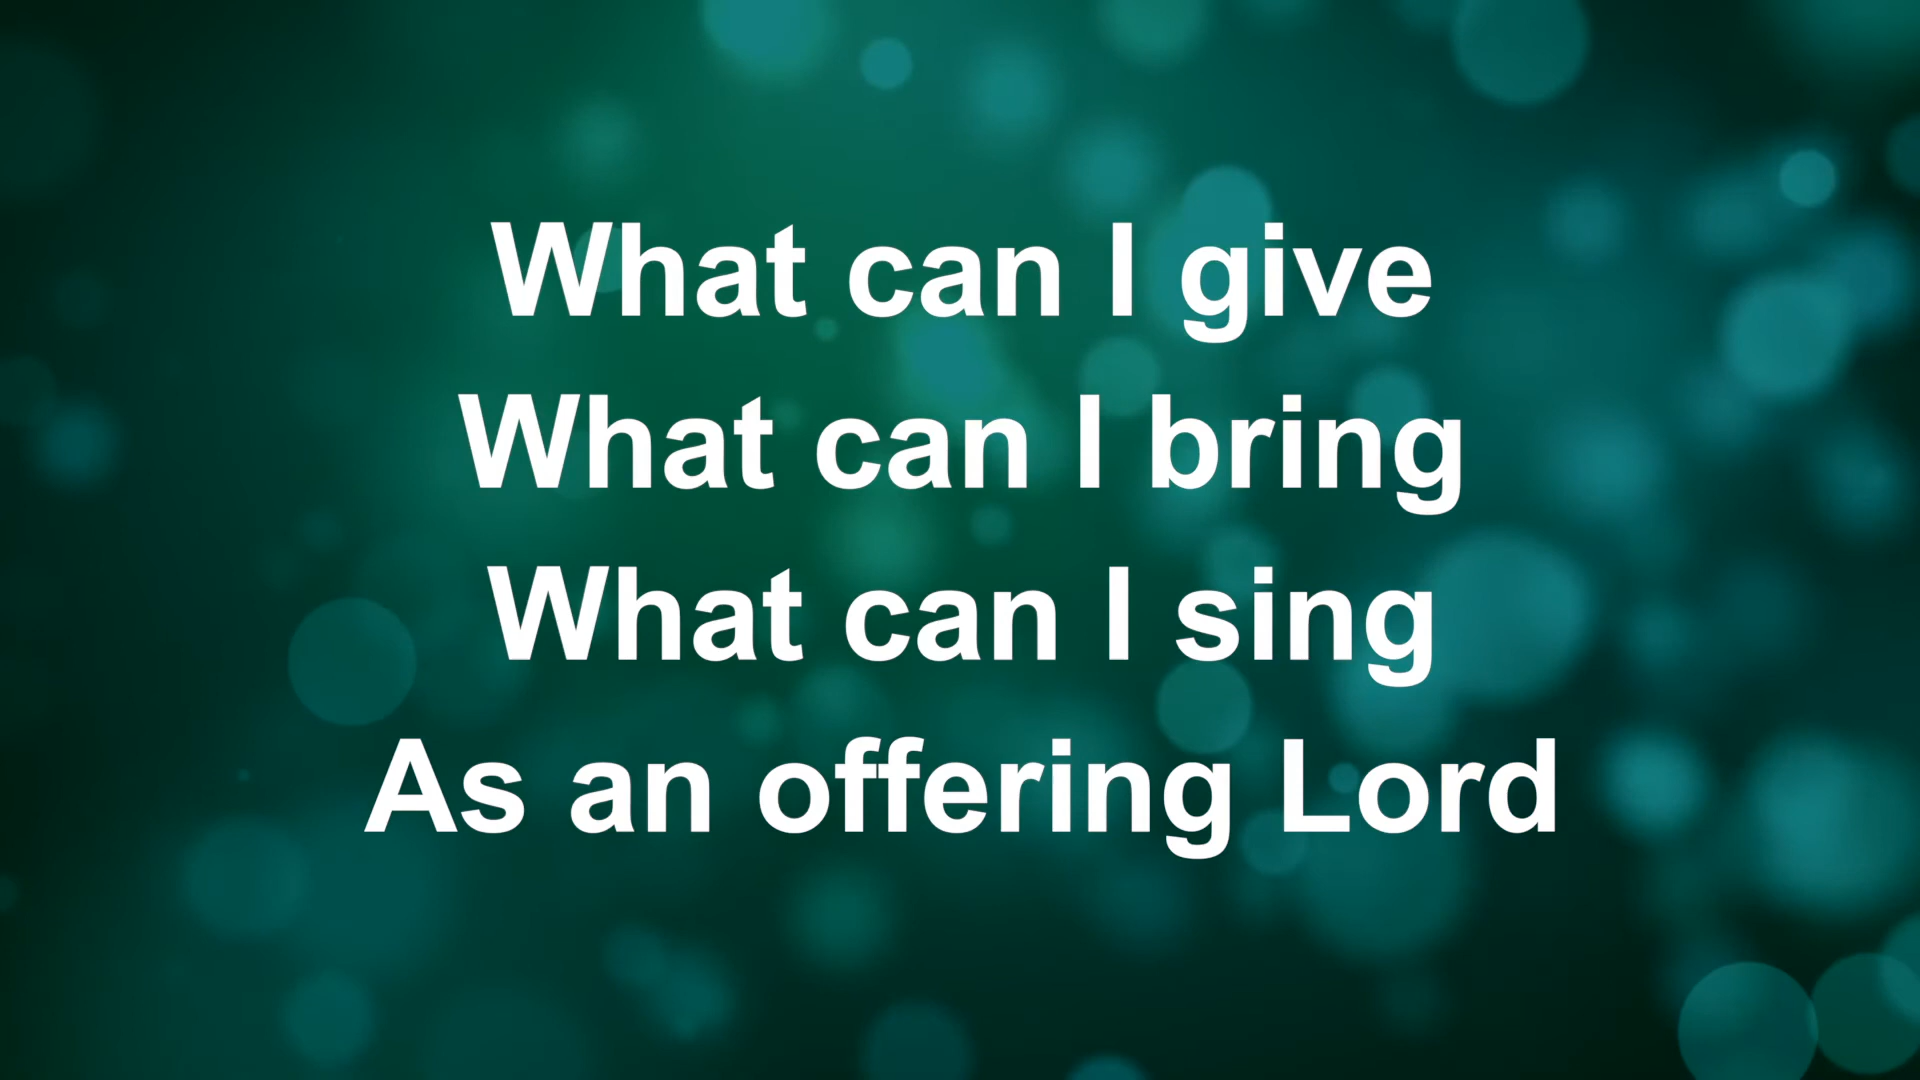 What can I give
What can I bring
What can I sing
As an offering Lord